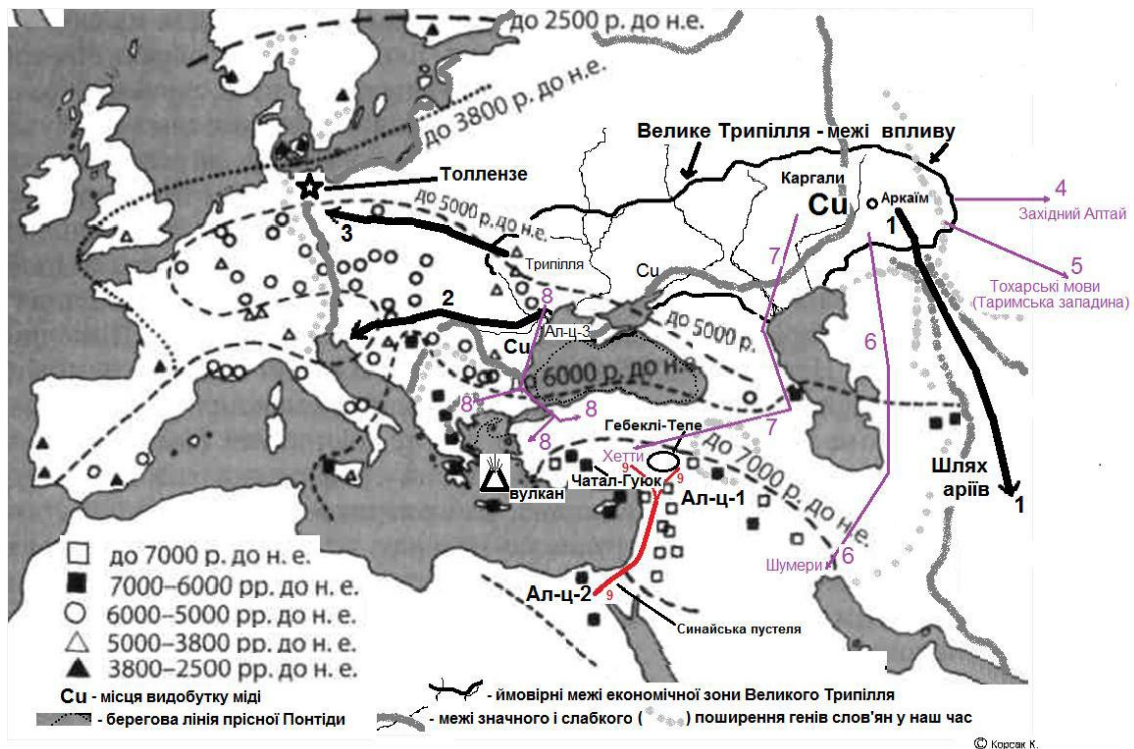 до 2500 р. до н.е.
до 3800 р. до н.е.
Велике Трипілля - межі впливу
Толлензе
Каргали
Cu
Аркаїм
1
4
Західний Алтай
до 5000 р. до н.е.
3
Трипілля
Cu
7
5
Тохарські мови
(Таримська западина)
2
8
Ал-ц-3
Cu
до 5000 р.
6
6000 р. до н.е.
8
8
8
7
Гебеклі-Тепе
Хетти
до 7000 р. до н.е.
9
9
Чатал-Гуюк
вулкан
Ал-ц-1
Шлях
аріїв
1
6
Шумери
Ал-ц-2
9
Синайська пустеля
до 7000 р. до н.е.
7000–6000 рр. до н. е.
6000–5000 рр. до н. е.
5000–3800 рр. до н. е.
3800–2500 рр. до н. е.
Cu - місця видобутку міді
- берегова лінія прісної Понтіди
- ймовірні межі економічної зони Великого Трипілля
- межі значного і слабкого ( ) поширення генів слов'ян у наш час
© Корсак К.